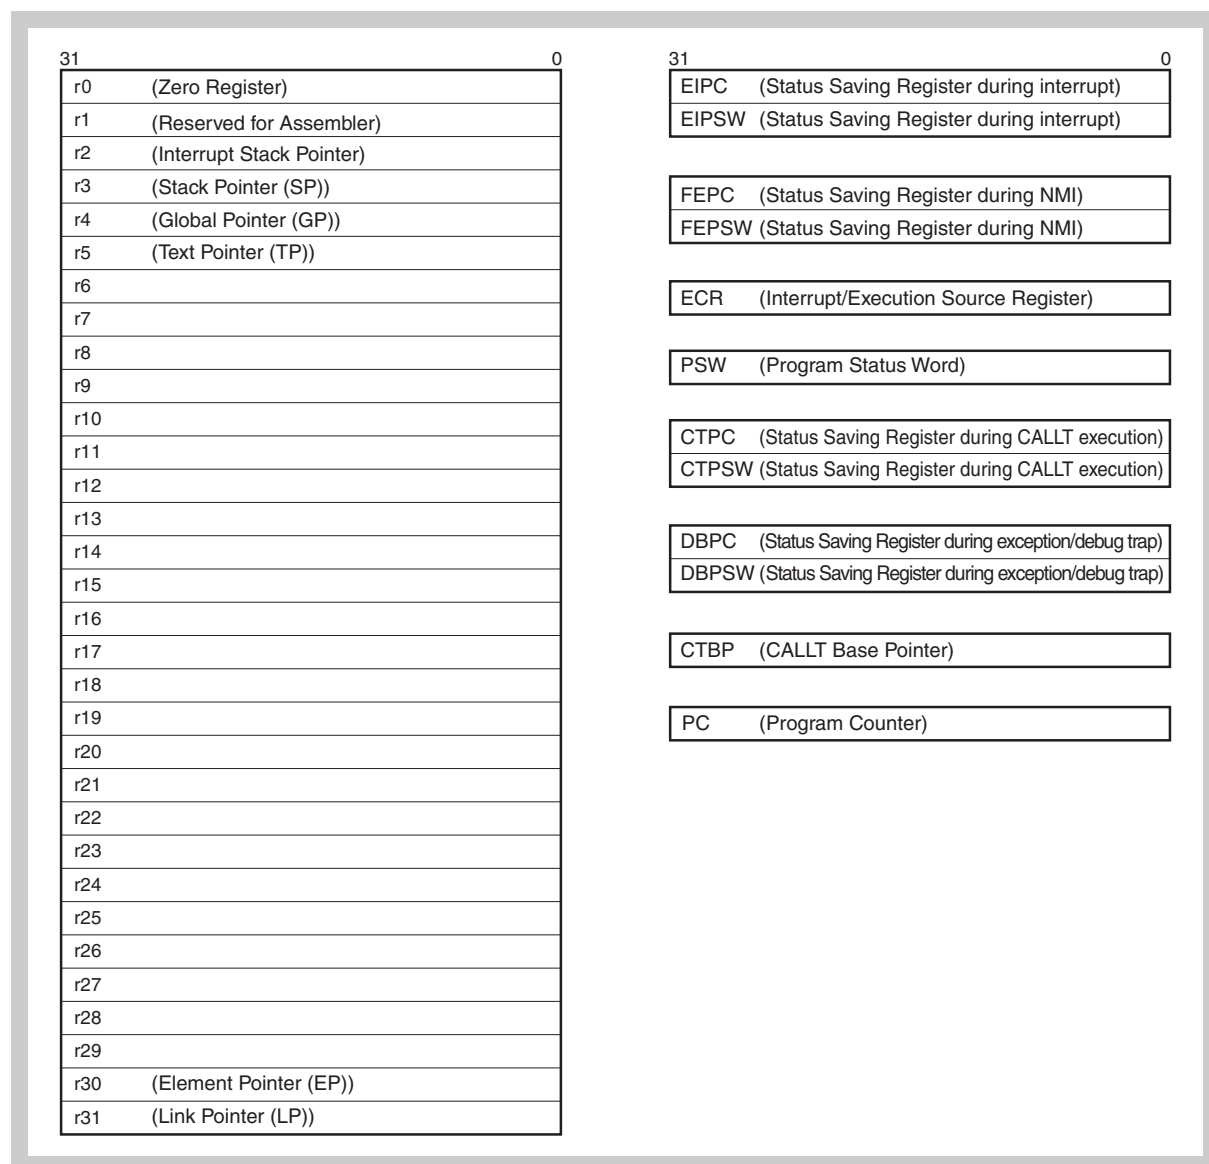 31 0
r0 (Zero Register)
r1 (Reserved for Assembler)
r2 (Interrupt Stack Pointer)
r3 (Stack Pointer (SP))
r4 (Global Pointer (GP))
r5 (Text Pointer (TP))
r6
r7
r8
r9
r10
r11
r12
r13
r14
r15
r16
r17
r18
r19
r20
r21
r22
r23
r24
r25
r26
r27
r28
r29
r30 (Element Pointer (EP))
r31 (Link Pointer (LP))
31 0
EIPC (Status Saving Register during interrupt)
EIPSW (Status Saving Register during interrupt)
FEPC (Status Saving Register during NMI)
FEPSW (Status Saving Register during NMI)
ECR (Interrupt/Execution Source Register)
PSW (Program Status Word)
CTPC (Status Saving Register during CALLT execution)
CTPSW (Status Saving Register during CALLT execution)
DBPC (Status Saving Register during exception/debug trap)
DBPSW (Status Saving Register during exception/debug trap)
CTBP (CALLT Base Pointer)
PC (Program Counter)